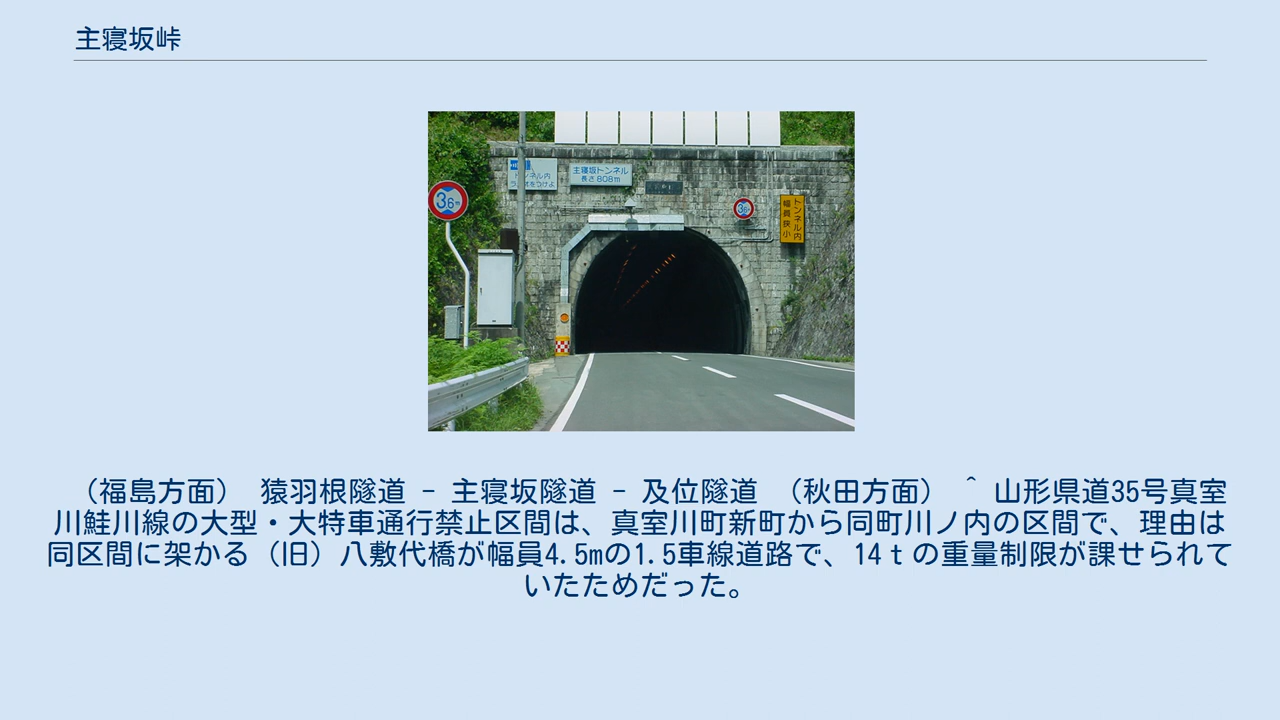 主寝坂峠
トンネル内
主寝坂トンネル
長さ 808m
3.6m
トンネル内
幅員狭小
（福島方面） 猿羽根隧道 - 主寝坂隧道 - 及位隧道 （秋田方面） ^ 山形県道35号真室
川鮭川線の大型・大特車通行禁止区間は、真室川町新町から同町川ノ内の区間で、理由は
同区間に架かる（旧）八敷代橋が幅員4.5mの1.5車線道路で、14ｔの重量制限が課せられて
いたためだった。